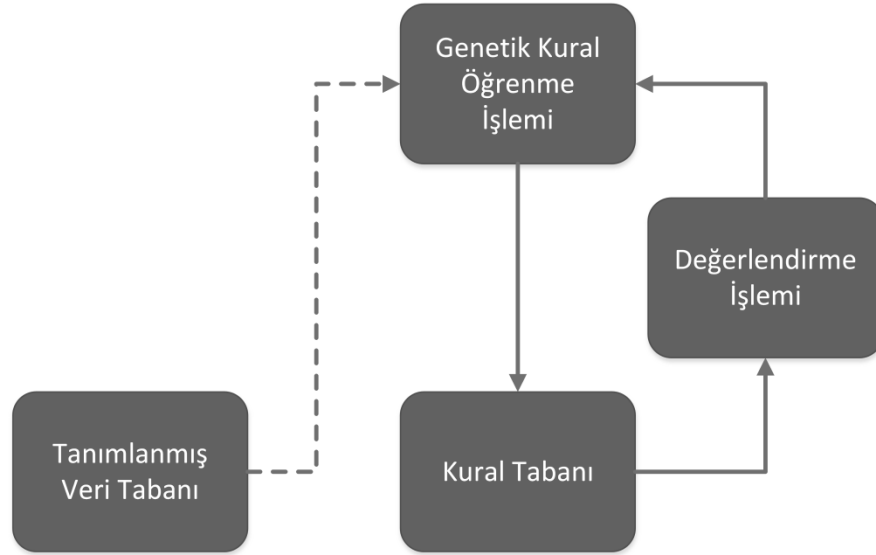 Genetik Kural
Öğrenme
İşlemi
Değerlendirme
İşlemi
Tanımlanmış
Veri Tabanı
Kural Tabanı